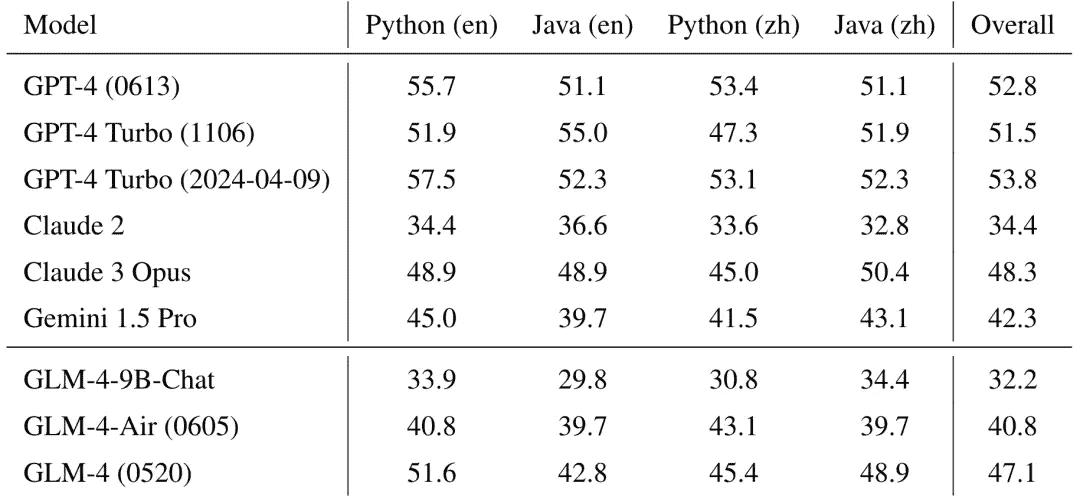 Model Python (en) Java (en) Python (zh) Java (zh) Overall
GPT-4 (0613) 55.7 51.1 53.4 51.1 52.8
GPT-4 Turbo (1106) 51.9 55.0 47.3 51.9 51.5
GPT-4 Turbo (2024-04-09) 57.5 52.3 53.1 52.3 53.8
Claude 2 34.4 36.6 33.6 32.8 34.4
Claude 3 Opus 48.9 48.9 45.0 50.4 48.3
Gemini 1.5 Pro 45.0 39.7 41.5 43.1 42.3
GLM-4-9B-Chat 33.9 29.8 30.8 34.4 32.2
GLM-4-Air (0605) 40.8 39.7 43.1 39.7 40.8
GLM-4 (0520) 51.6 42.8 45.4 48.9 47.1